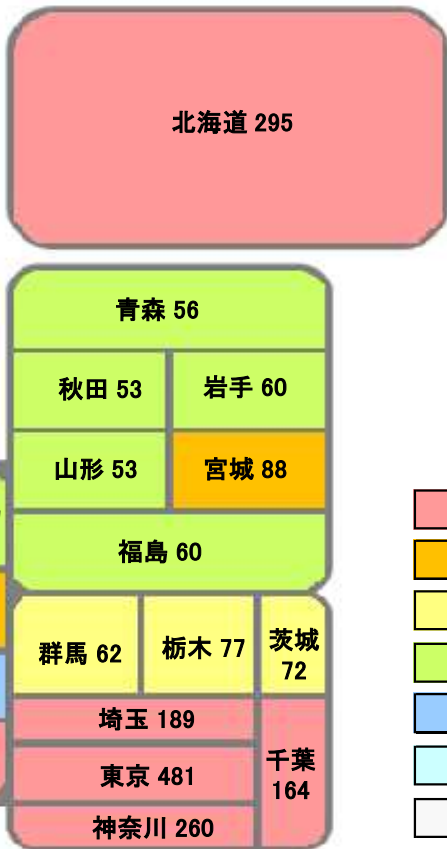 北海道 295
青森 56
秋田 53
岩手 60
山形 53
宮城 88
福島 60
群馬 62
栃木 77
茨城
72
埼玉 189
東京 481
千葉
164
神奈川 260